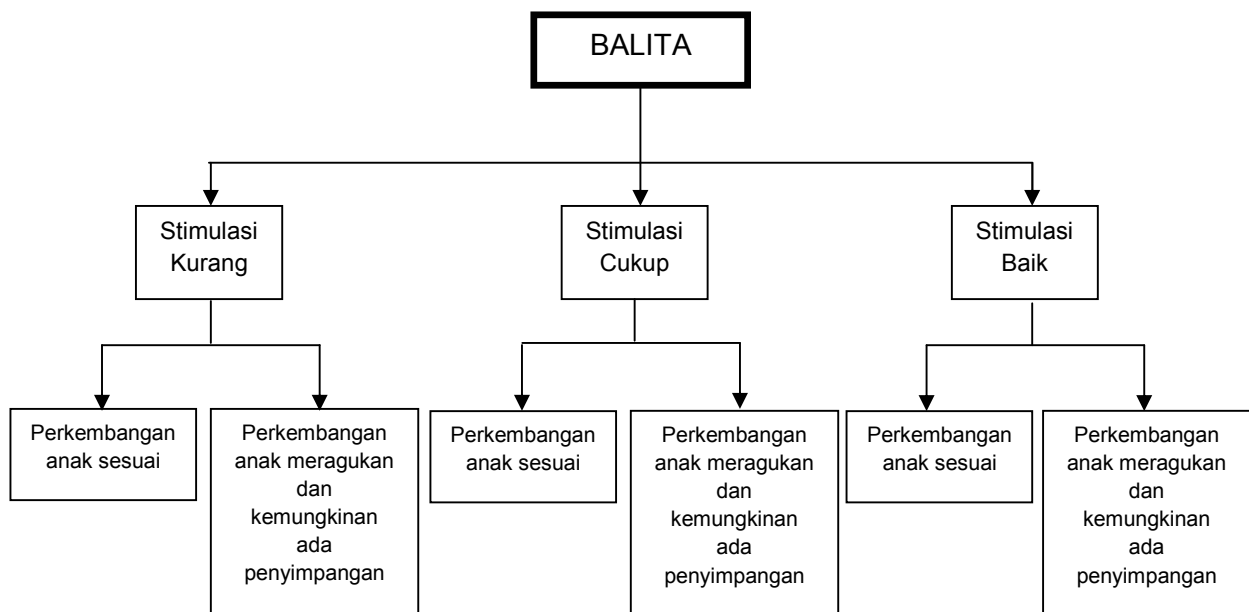 BALITA
Stimulasi
Kurang
Stimulasi
Cukup
Stimulasi
Baik
Perkembangan
anak sesuai
Perkembangan
anak meragukan
dan
kemungkinan
ada
penyimpangan
Perkembangan
anak sesuai
Perkembangan
anak meragukan
dan
kemungkinan
ada
penyimpangan
Perkembangan
anak sesuai
Perkembangan
anak meragukan
dan
kemungkinan
ada
penyimpangan